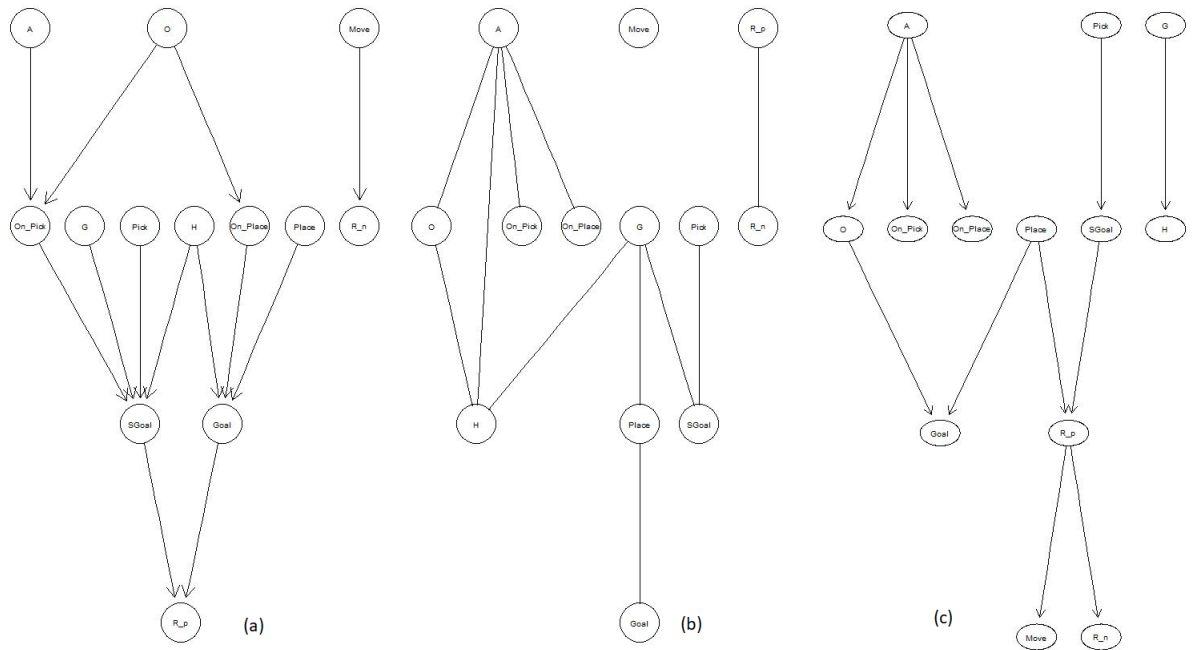 A
O
Move
A
Move
R_p
A
Pick
G
On_Pick
G
Pick
H
On_Place
Place
R_n
O
On_Pick
On_Place
G
Pick
R_n
O
On_Pick
On_Place
Place
SGoal
H
SGoal
Goal
H
Place
SGoal
Goal
R_p
R_p
(a)
Goal
(b)
(c)
Move
R_n